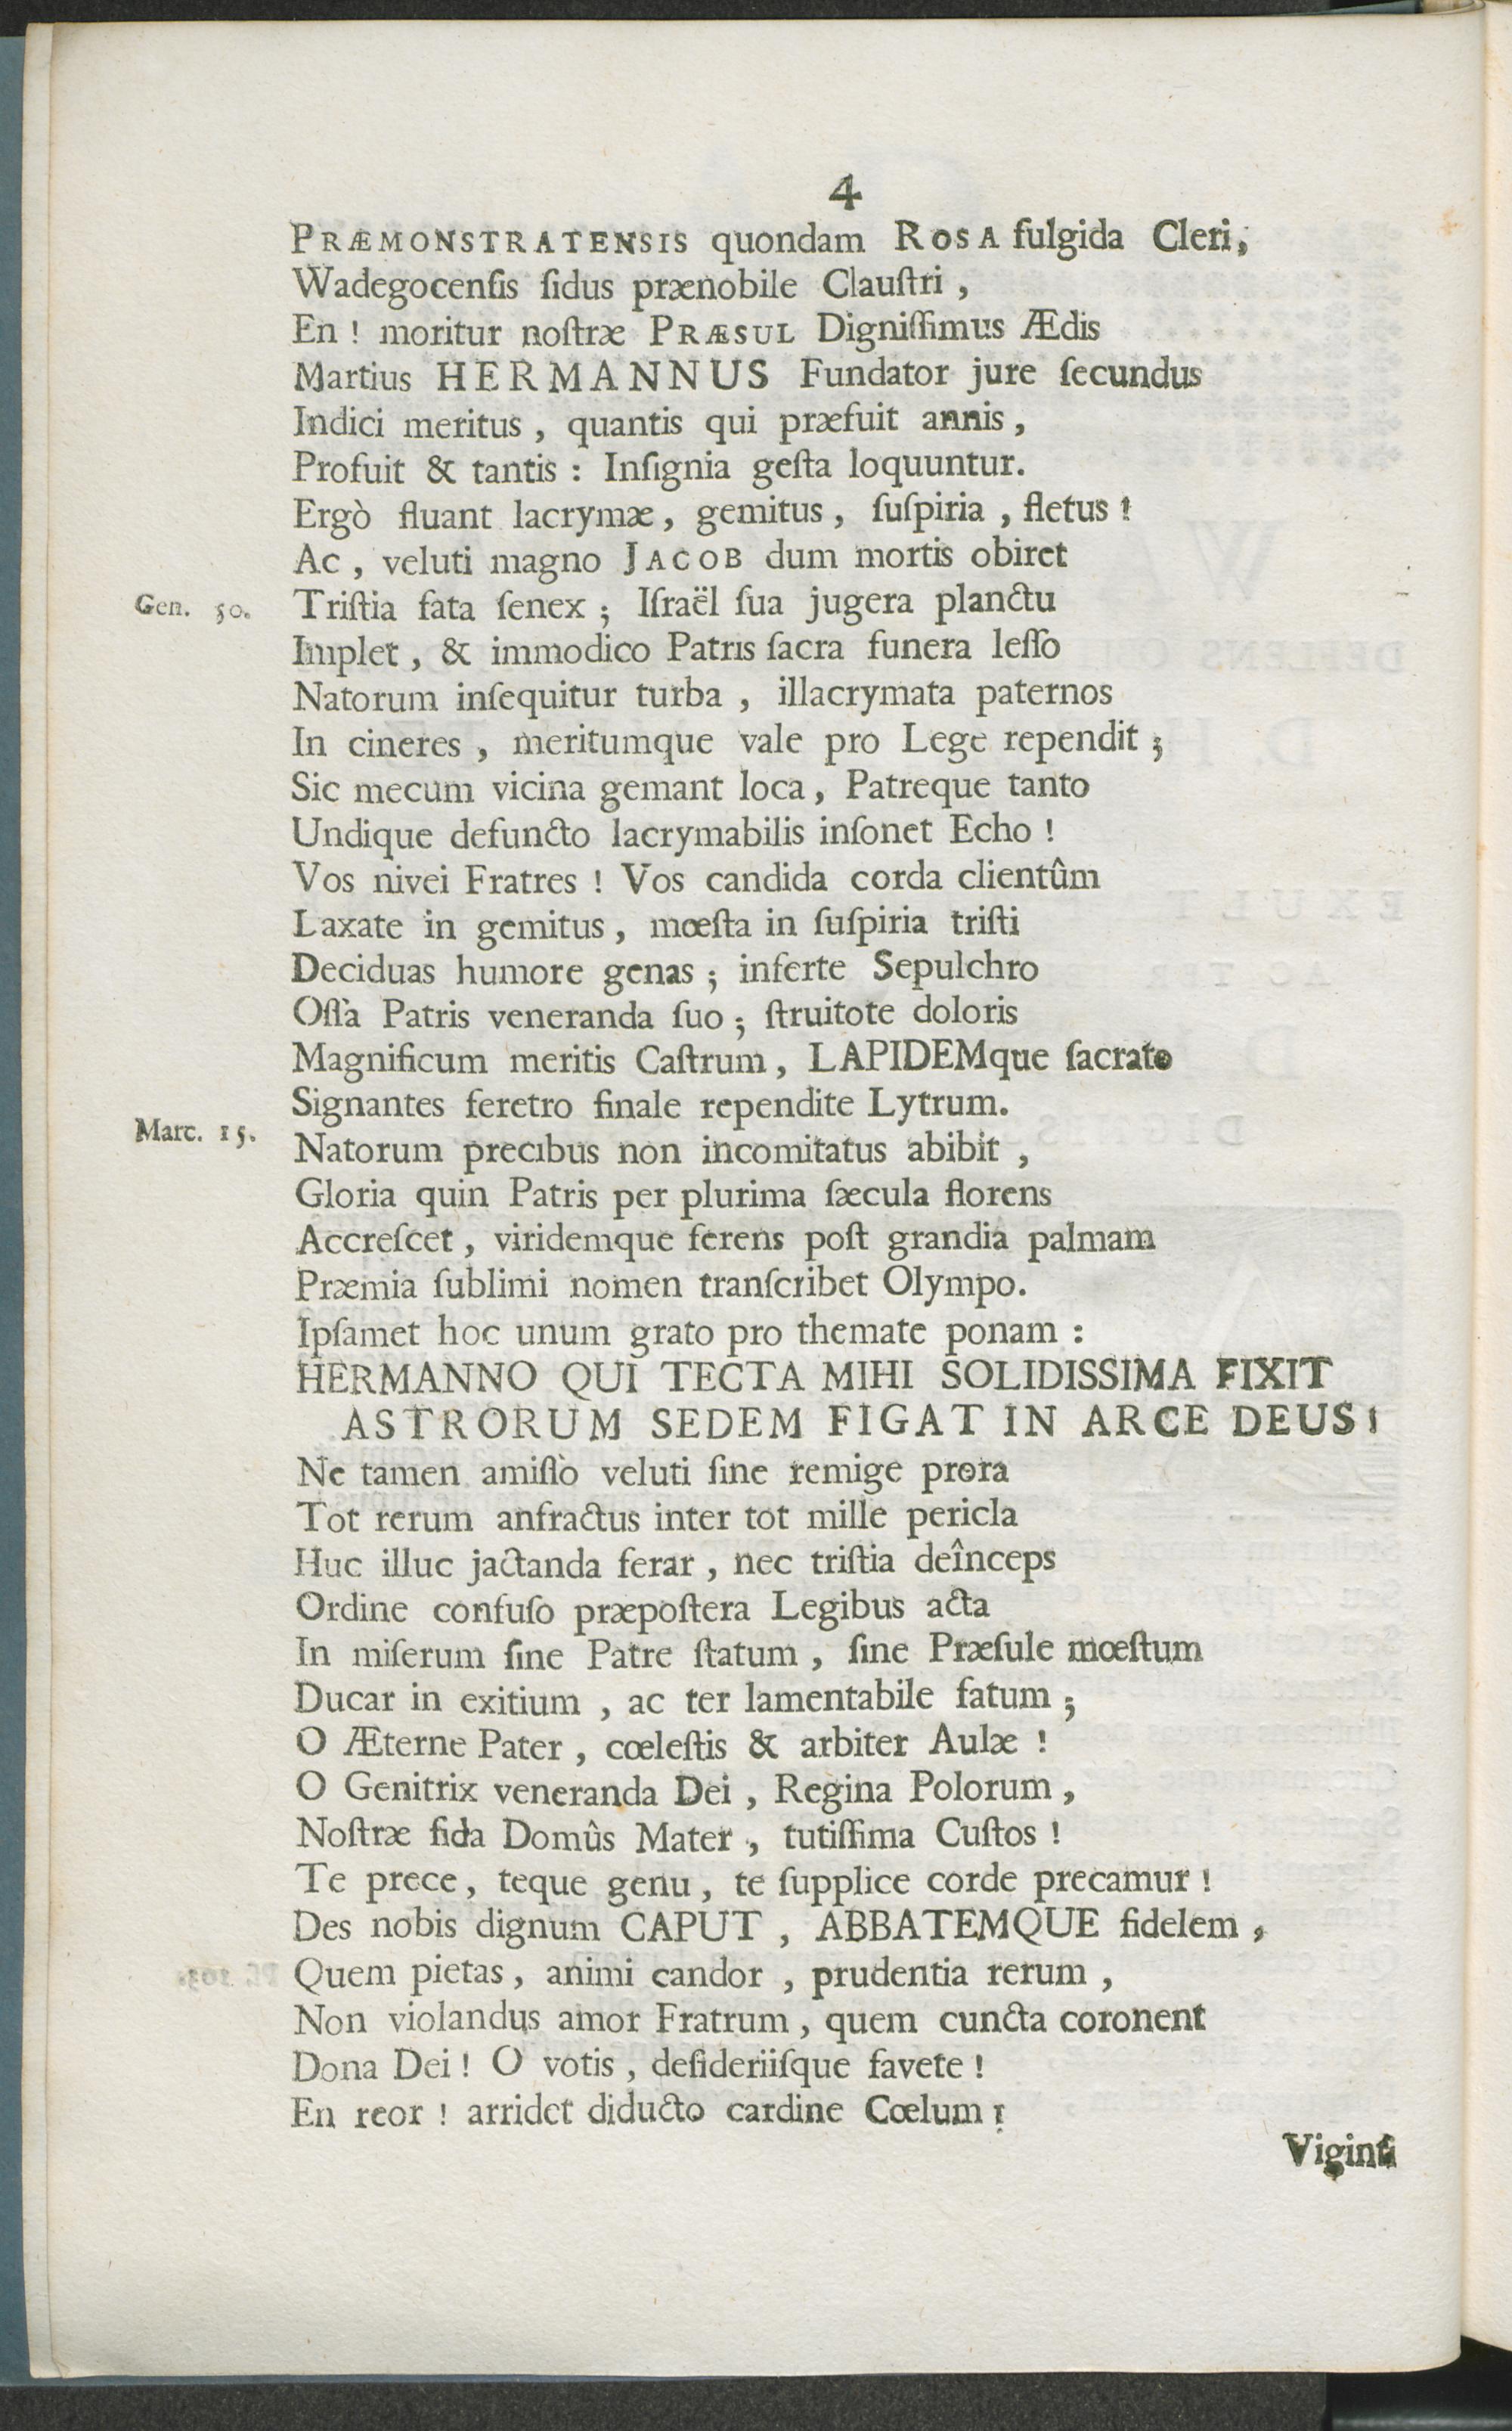 4
PRÆMONSTRATENSIS quondam ROSA fulgida Cleri,
Wadegocenſis ſidus prænobile Clauſtri ,
En ! moritur noſtræ PRÆSUL Digniſſimus Ædis
Martius HERMANNUS Fundator jure ſecundus
Indici meritus , quantis qui præfuit annis ,
Profuit & tantis : Inſignia geſta loquuntur.
Ergò fluant lacrymæ , gemitus , ſuſpiria , fletus !
Ac , veluti magno JACOB dum mortis obiret
Gen. 50. Triſtia fata ſenex ; Iſraël ſua jugera planctu
Implet , & immodico Patris ſacra funera leſſo
Natorum inſequitur turba , illacrymata paternos
In cineres , meritumque vale pro Lege rependit ;
Sic mecum vicina gemant loca , Patreque tanto
Undique defuncto lacrymabilis inſonet Echo !
Vos nivei Fratres ! Vos candida corda clientûm
Laxate in gemitus , mœſta in ſuſpiria triſti
Deciduas humore genas ; inferte Sepulchro
Oſſa Patris veneranda ſuo ; ſtruitote doloris
Magnificum meritis Caſtrum , LAPIDEMque ſacrato
Signantes feretro finale rependite Lytrum.
Marc. 15. Natorum precibus non incomitatus abibit ,
Gloria quin Patris per plurima ſæcula florens
Accreſcet , viridemque ferens poſt grandia palmam
Præmia ſublimi nomen tranſcribet Olympo.
Ipſamet hoc unum grato pro themate ponam :
HERMANNO QUI TECTA MIHI SOLIDISSIMA FIXIT
ASTRORUM SEDEM FIGAT IN ARCE DEUS !
Ne tamen amiſſò veluti ſine remige prora
Tot rerum anfractus inter tot mille pericla
Huc illuc jactanda ferar , nec triſtia deînceps
Ordine confuſo præpoſtera Legibus acta
In miſerum ſine Patre ſtatum , ſine Præſule mœſtum
Ducar in exitium , ac ter lamentabile fatum ;
O Æterne Pater , cœleſtis & arbiter Aulæ !
O Genitrix veneranda Dei , Regina Polorum ,
Noſtræ fida Domûs Mater , tutiſſima Cuſtos !
Te prece , teque genu , te ſupplice corde precamur !
Des nobis dignum CAPUT , ABBATEMQUE fidelem ,
Quem pietas , animi candor , prudentia rerum ,
Non violandus amor Fratrum , quem cuncta coronent
Dona Dei ! O votis , deſideriiſque favete !
En reor ! arridet diducto cardine Cœlum !
Viginti